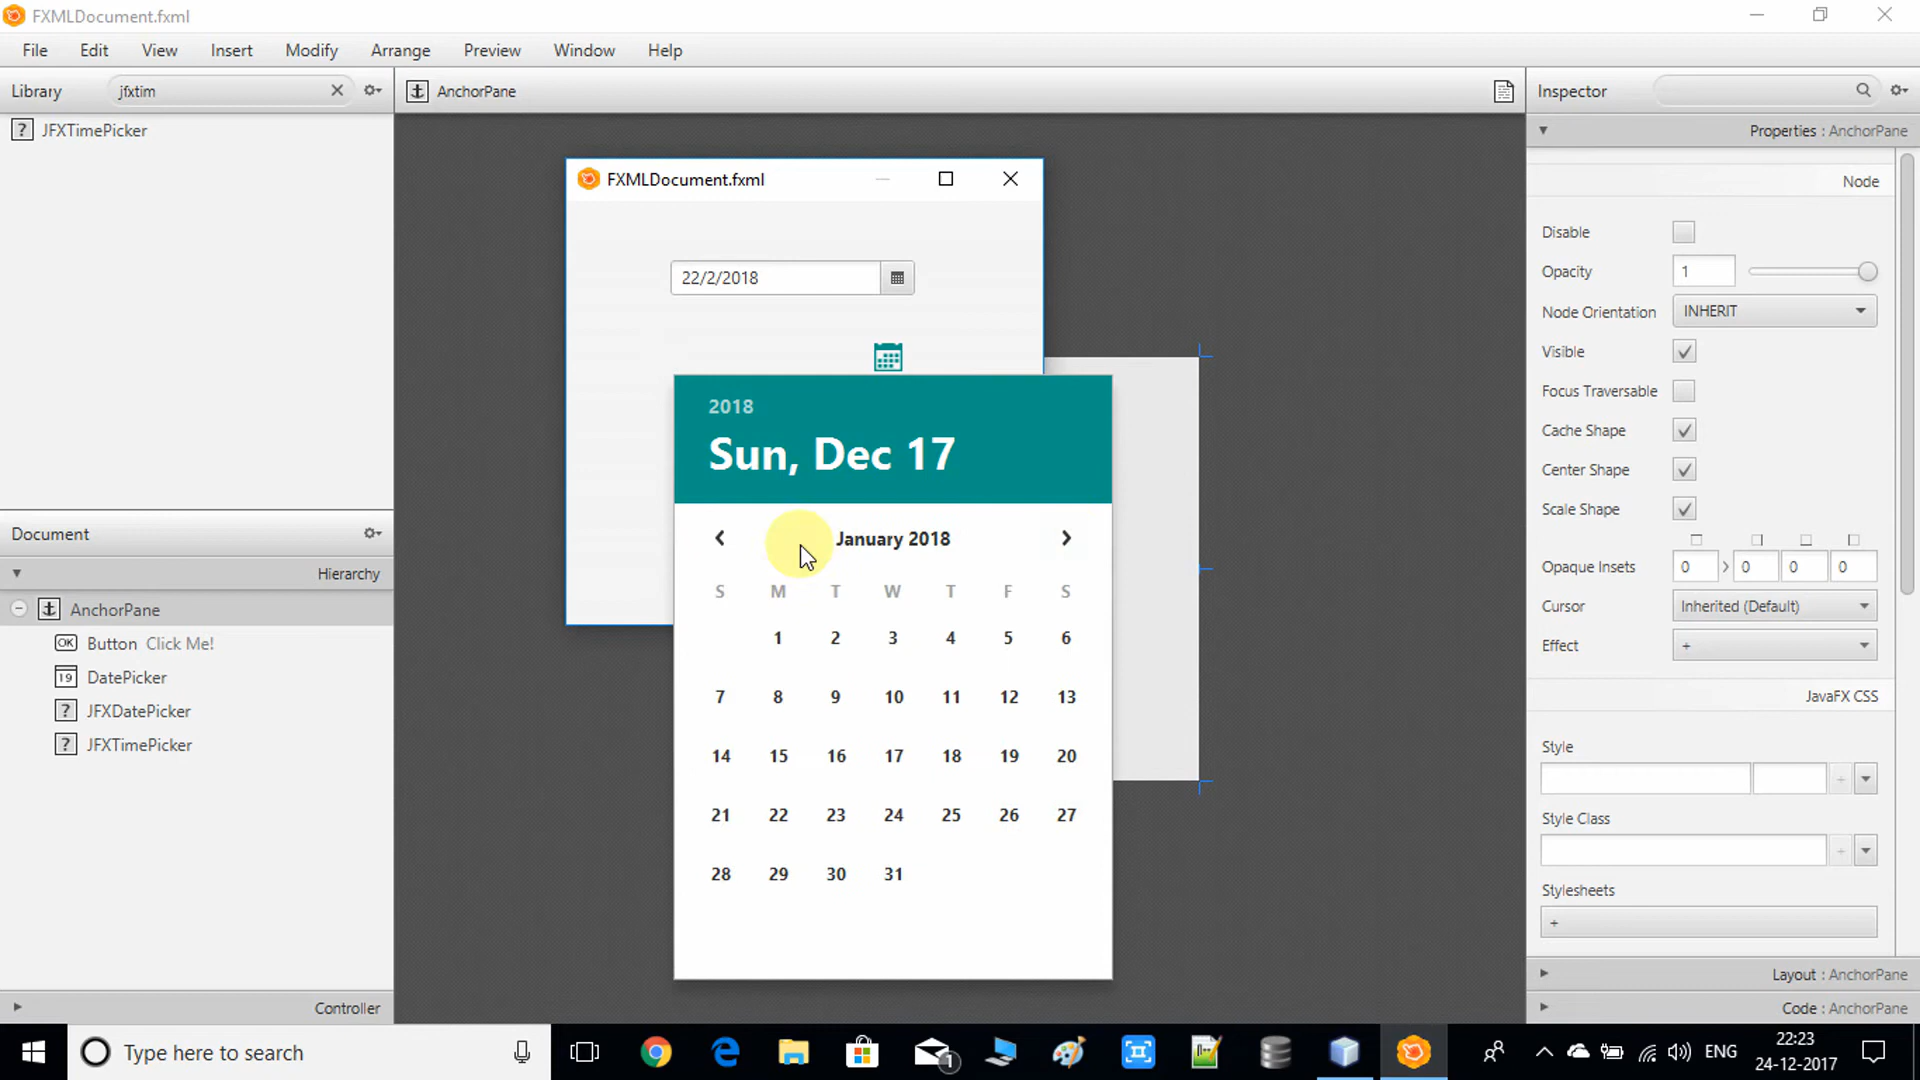 FXMLDocument.fxml
File Edit View Insert Modify Arrange Preview Window Help
Library jfxtim
JFXTimePicker
Document
Hierarchy
AnchorPane
Button Click Me!
DatePicker
19
JFXDatePicker
?
JFXTimePicker
?
Controller
AnchorPane
FXMLDocument.fxml
22/2/2018
2018
Sun, Dec 17
January 2018
S M T W T F S
1 2 3 4 5 6
7 8 9 10 11 12 13
14 15 16 17 18 19 20
21 22 23 24 25 26 27
28 29 30 31
Inspector
Properties : AnchorPane
Node
Disable
Opacity 1
Node Orientation INHERIT
Visible
Focus Traversable
Cache Shape
Center Shape
Scale Shape
Opaque Insets 0 0 0 0
Cursor Inherited (Default)
Effect +
JavaFX CSS
Style
Style Class
Stylesheets
+
Layout : AnchorPane
Code : AnchorPane
Type here to search
1
ENG
22:23
24-12-2017